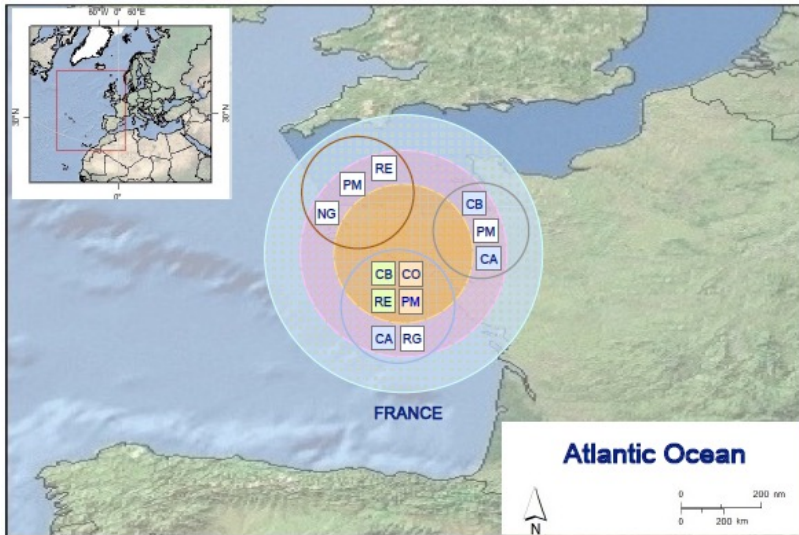 60°W 0° 60°E
30°N 30°N
0°
RE
PM
NG
CB
PM
CA
CB CO
RE PM
CA RG
FRANCE
Atlantic Ocean
0 200 nm
0 200 km
N